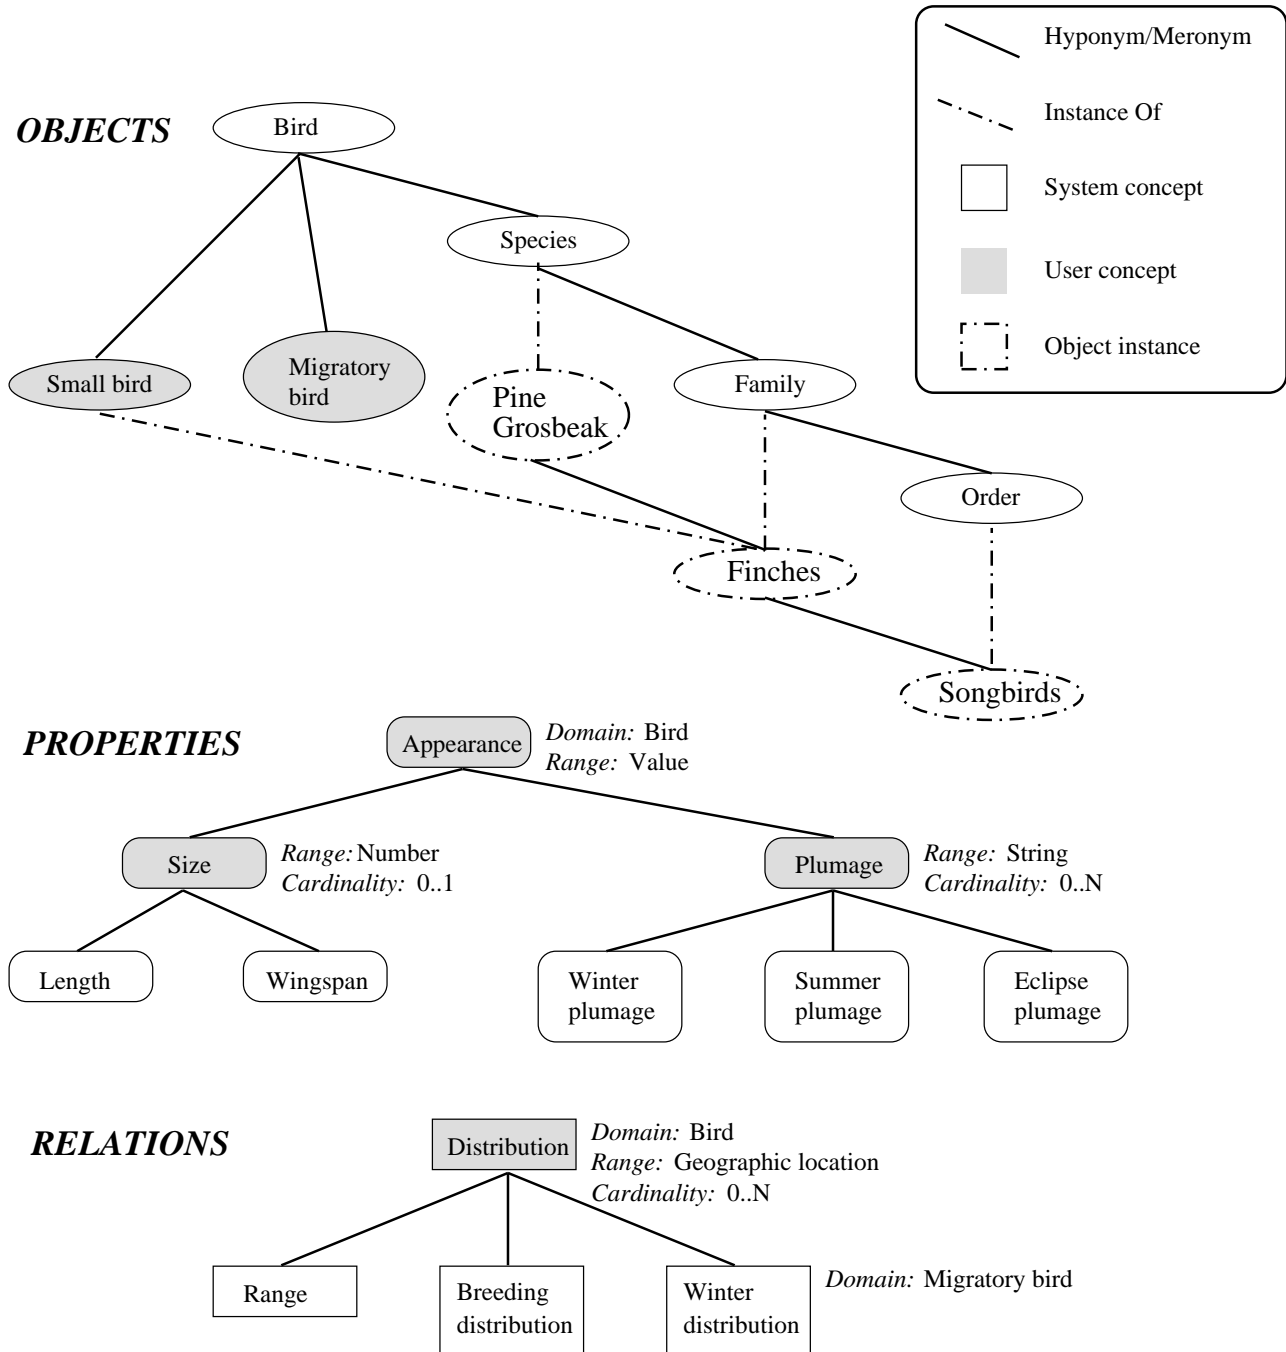 Hyponym/Meronym
Instance Of
System concept
User concept
Object instance
OBJECTS
Bird
Species
Small bird
Migratory
bird
Pine
Grosbeak
Family
Order
Finches
Songbirds
PROPERTIES
Appearance
Domain: Bird
Range: Value
Size
Range: Number
Cardinality: 0..1
Plumage
Range: String
Cardinality: 0..N
Length
Wingspan
Winter
plumage
Summer
plumage
Eclipse
plumage
RELATIONS
Distribution
Domain: Bird
Range: Geographic location
Cardinality: 0..N
Range
Breeding
distribution
Winter
distribution
Domain: Migratory bird